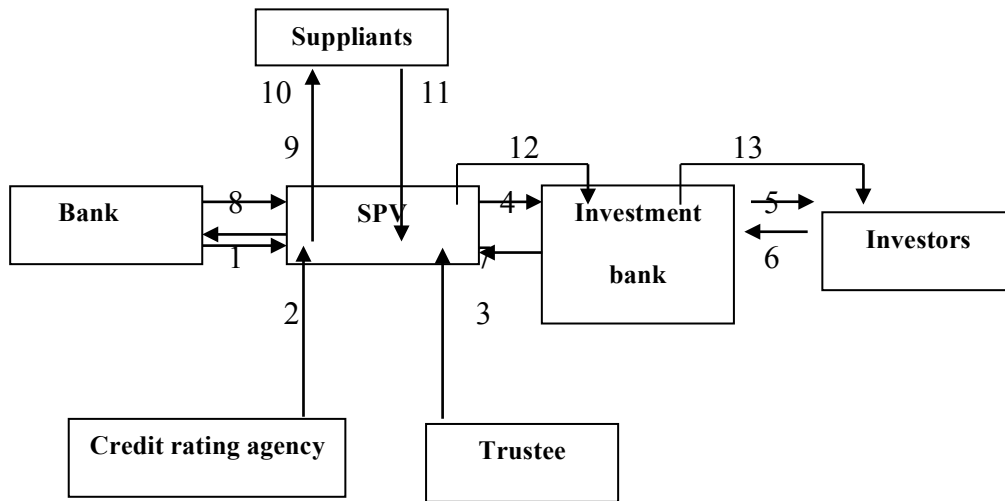 Suppliants
10
11
9
12
13
Bank
8
SPV
4
Investment
bank
5
Investors
1
7
6
2
3
Credit rating agency
Trustee